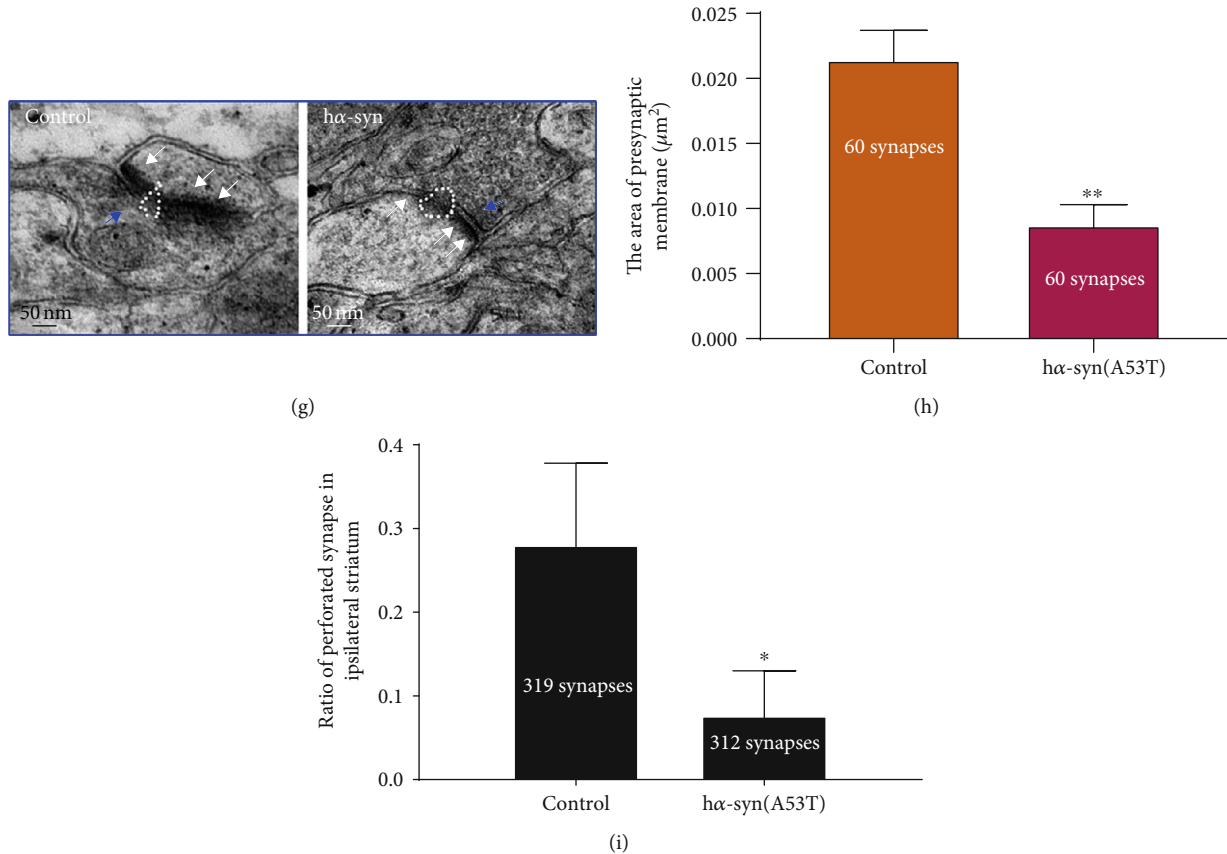 Control
hα-syn
50 nm
50 nm
(g)
The area of presynaptic
membrane (μm²)
0.025
0.020
0.015
0.010
0.005
0.000
60 synapses
**
60 synapses
Control
hα-syn(A53T)
(h)
Ratio of perforated synapse in
ipsilateral striatum
0.4
0.3
0.2
0.1
0.0
319 synapses
*
312 synapses
Control
hα-syn(A53T)
(i)